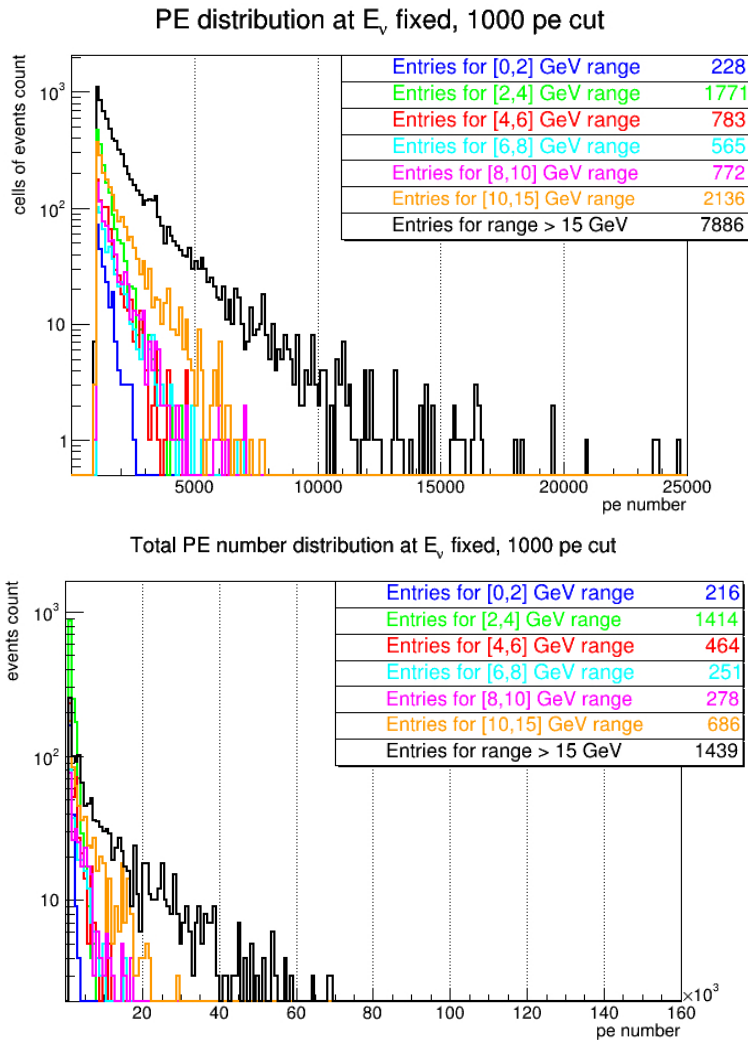 PE distribution at Eν fixed, 1000 pe cut
cells of events count
10³
10²
10
1
Entries for [0,2] GeV range 228
Entries for [2,4] GeV range 1771
Entries for [4,6] GeV range 783
Entries for [6,8] GeV range 565
Entries for [8,10] GeV range 772
Entries for [10,15] GeV range 2136
Entries for range > 15 GeV 7886
5000 10000 15000 20000 25000
pe number
Total PE number distribution at Eν fixed, 1000 pe cut
events count
10³
10²
10
Entries for [0,2] GeV range 216
Entries for [2,4] GeV range 1414
Entries for [4,6] GeV range 464
Entries for [6,8] GeV range 251
Entries for [8,10] GeV range 278
Entries for [10,15] GeV range 686
Entries for range > 15 GeV 1439
×10³
20 40 60 80 100 120 140 160
pe number